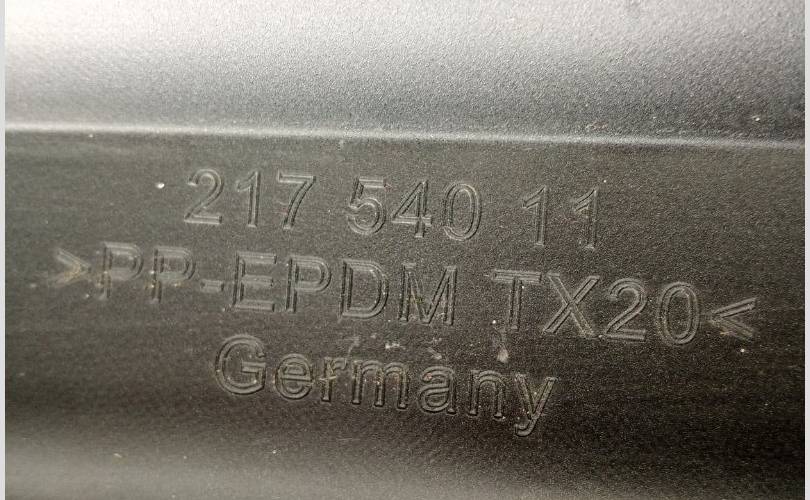 217 540 11
>PP-EPDM TX20<
Germany